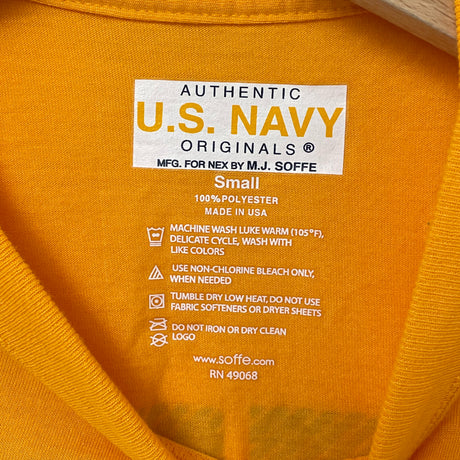 AUTHENTIC
U.S. NAVY
ORIGINALS®
MFG. FOR NEX BY M.J. SOFFE
Small
100% POLYESTER
MADE IN USA
MACHINE WASH LUKE WARM (105°F),
DELICATE CYCLE, WASH WITH
LIKE COLORS
USE NON-CHLORINE BLEACH ONLY,
WHEN NEEDED
TUMBLE DRY LOW HEAT, DO NOT USE
FABRIC SOFTENERS OR DRYER SHEETS
DO NOT IRON OR DRY CLEAN
LOGO
www.soffe.com
RN 49068